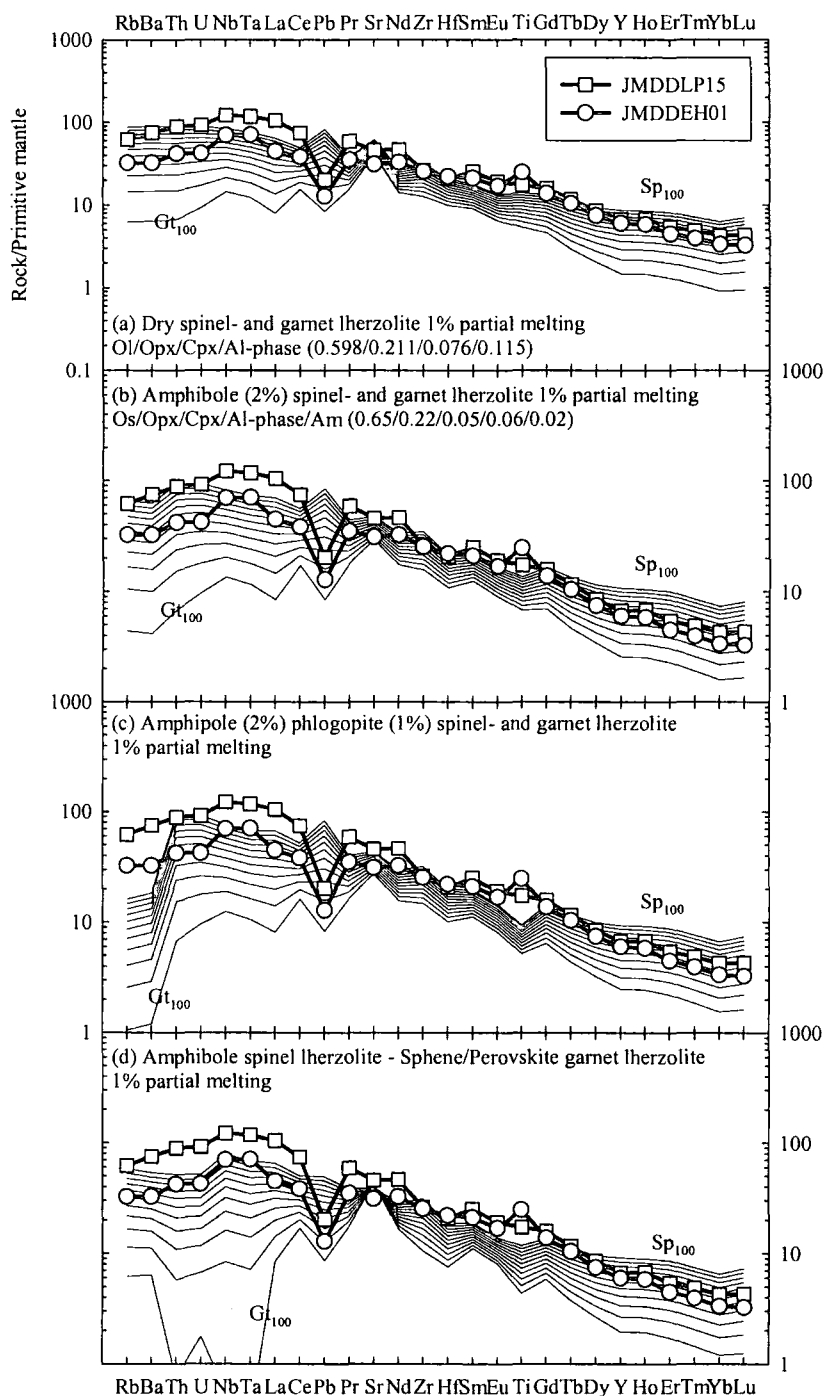 RbBaTh U NbTa LaCe Pb Pr Sr Nd Zr HfSmEu Ti GdTbDy Y HoErTmYbLu
1000
JMDDLP15
JMDDEH01
100
Sp100
10
Gt100
1
Rock/Primitive mantle
(a) Dry spinel- and garnet lherzolite 1% partial melting
Ol/Opx/Cpx/Al-phase (0.598/0.211/0.076/0.115)
0.1
1000
(b) Amphibole (2%) spinel- and garnet lherzolite 1% partial melting
Os/Opx/Cpx/Al-phase/Am (0.65/0.22/0.05/0.06/0.02)
100
Sp100
10
Gt100
1000
1
(c) Amphipole (2%) phlogopite (1%) spinel- and garnet lherzolite
1% partial melting
100
Sp100
10
Gt100
1
1000
(d) Amphibole spinel lherzolite - Sphene/Perovskite garnet lherzolite
1% partial melting
100
Sp100
10
Gt100
1
RbBaTh U NbTa LaCe Pb Pr Sr Nd Zr HfSmEu Ti GdTbDy Y HoErTmYbLu